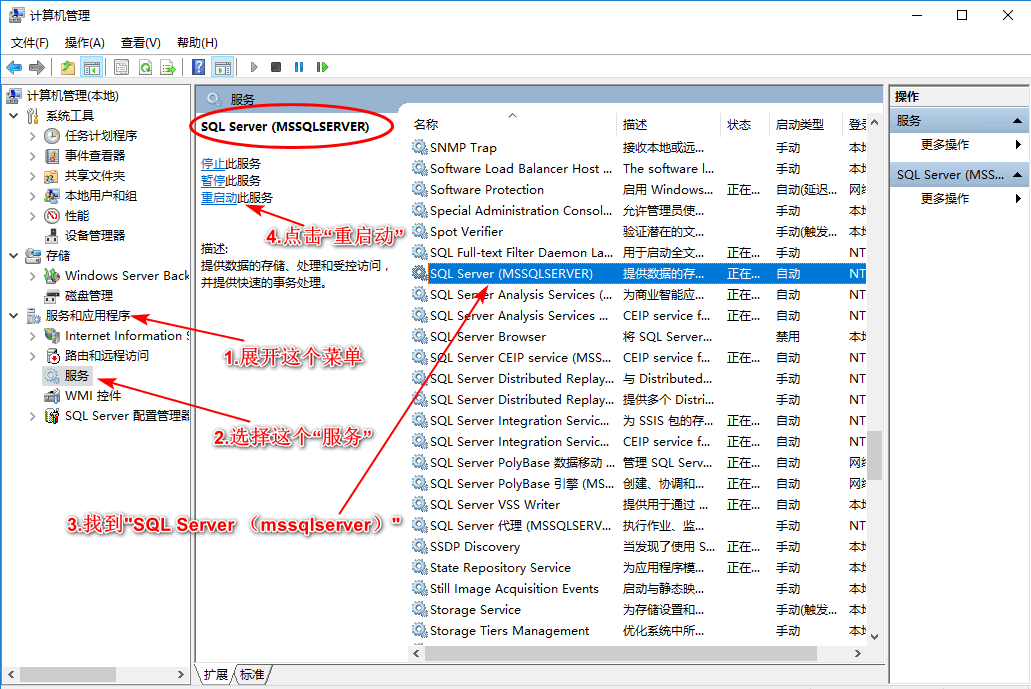 计算机管理
文件(F) 操作(A) 查看(V) 帮助(H)
计算机管理(本地)
系统工具
任务计划程序
事件查看器
共享文件夹
本地用户和组
性能
设备管理器
存储
Windows Server Back
磁盘管理
服务和应用程序
Internet Information S
路由和远程访问
服务
WMI 控件
SQL Server 配置管理器
1.展开这个菜单
2.选择这个“服务”
3.找到"SQL Server （mssqlserver）"
服务
SQL Server (MSSQLSERVER)
停止此服务
暂停此服务
重启动此服务
4.点击“重启动”
描述:
提供数据的存储、处理和受控访问，
并提供快速的事务处理。
名称 描述 状态 启动类型 登录
SNMP Trap 接收本地或远... 手动 本地
Software Load Balancer Host ... The software l... 手动 本地
Software Protection 启用 Windows... 正在... 自动(延迟... 网络
Special Administration Consol... 允许管理员使... 手动 本地
Spot Verifier 验证潜在的文... 手动(触发... 本地
SQL Full-text Filter Daemon La... 用于启动全文... 正在... 手动 NT
SQL Server (MSSQLSERVER) 提供数据的存... 正在... 自动 NT
SQL Server Analysis Services (... 为商业智能应... 正在... 自动 NT
SQL Server Analysis Services ... CEIP service f... 正在... 自动 NT
SQL Server Browser 将 SQL Server... 禁用 本地
SQL Server CEIP service (MSS... CEIP service f... 正在... 自动 NT
SQL Server Distributed Replay... 与 Distributed... 手动 NT
SQL Server Distributed Replay... 提供多个 Distri... 手动 NT
SQL Server Integration Servic... 为 SSIS 包的存... 正在... 自动 NT
SQL Server Integration Servic... CEIP service f... 正在... 自动 NT
SQL Server PolyBase 数据移动 ... 管理 SQL Serv... 正在... 自动 网络
SQL Server PolyBase 引擎 (MS... 创建、协调和... 正在... 自动 网络
SQL Server VSS Writer 提供用于通过 ... 正在... 自动 本地
SQL Server 代理 (MSSQLSERV... 执行作业、监... 手动 NT
SSDP Discovery 当发现了使用 S... 正在... 手动 本地
State Repository Service 为应用程序模... 正在... 手动 本地
Still Image Acquisition Events 启动与静态映... 手动 本地
Storage Service 为存储设置和... 手动(触发... 本地
Storage Tiers Management 优化系统中所... 手动 本地
扩展 标准
操作
服务
更多操作
SQL Server (MSS...
更多操作